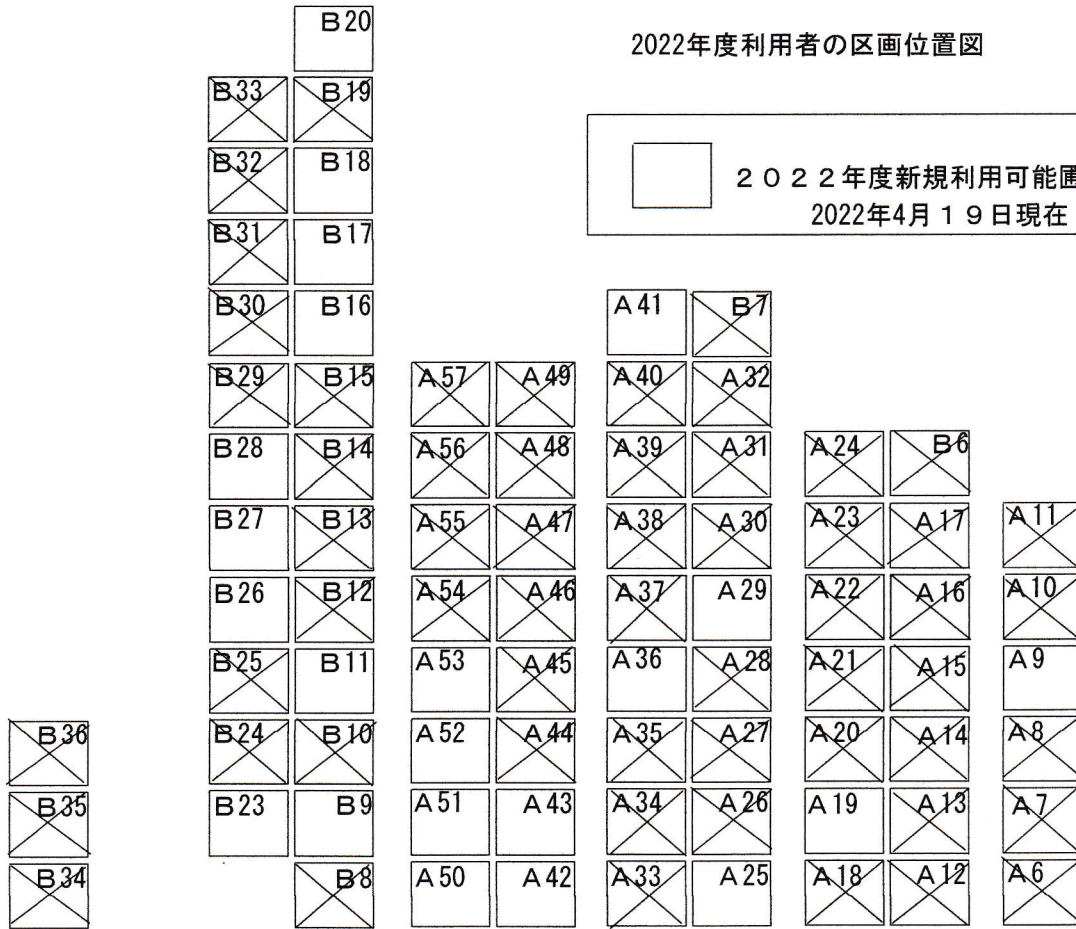 B20
2022年度利用者の区画位置図
B33 B19
B32 B18
2022年度新規利用可能圃
2022年4月19日現在
B31 B17
B30 B16 A41 B7
B29 B15 A57 A49 A40 A32
B28 B14 A56 A48 A39 A31 A24 B6
B27 B13 A55 A47 A38 A30 A23 A17 A11
B26 B12 A54 A46 A37 A29 A22 A16 A10
B25 B11 A53 A45 A36 A28 A21 A15 A9
B36 B24 B10 A52 A44 A35 A27 A20 A14 A8
B35 B23 B9 A51 A43 A34 A26 A19 A13 A7
B34 B8 A50 A42 A33 A25 A18 A12 A6